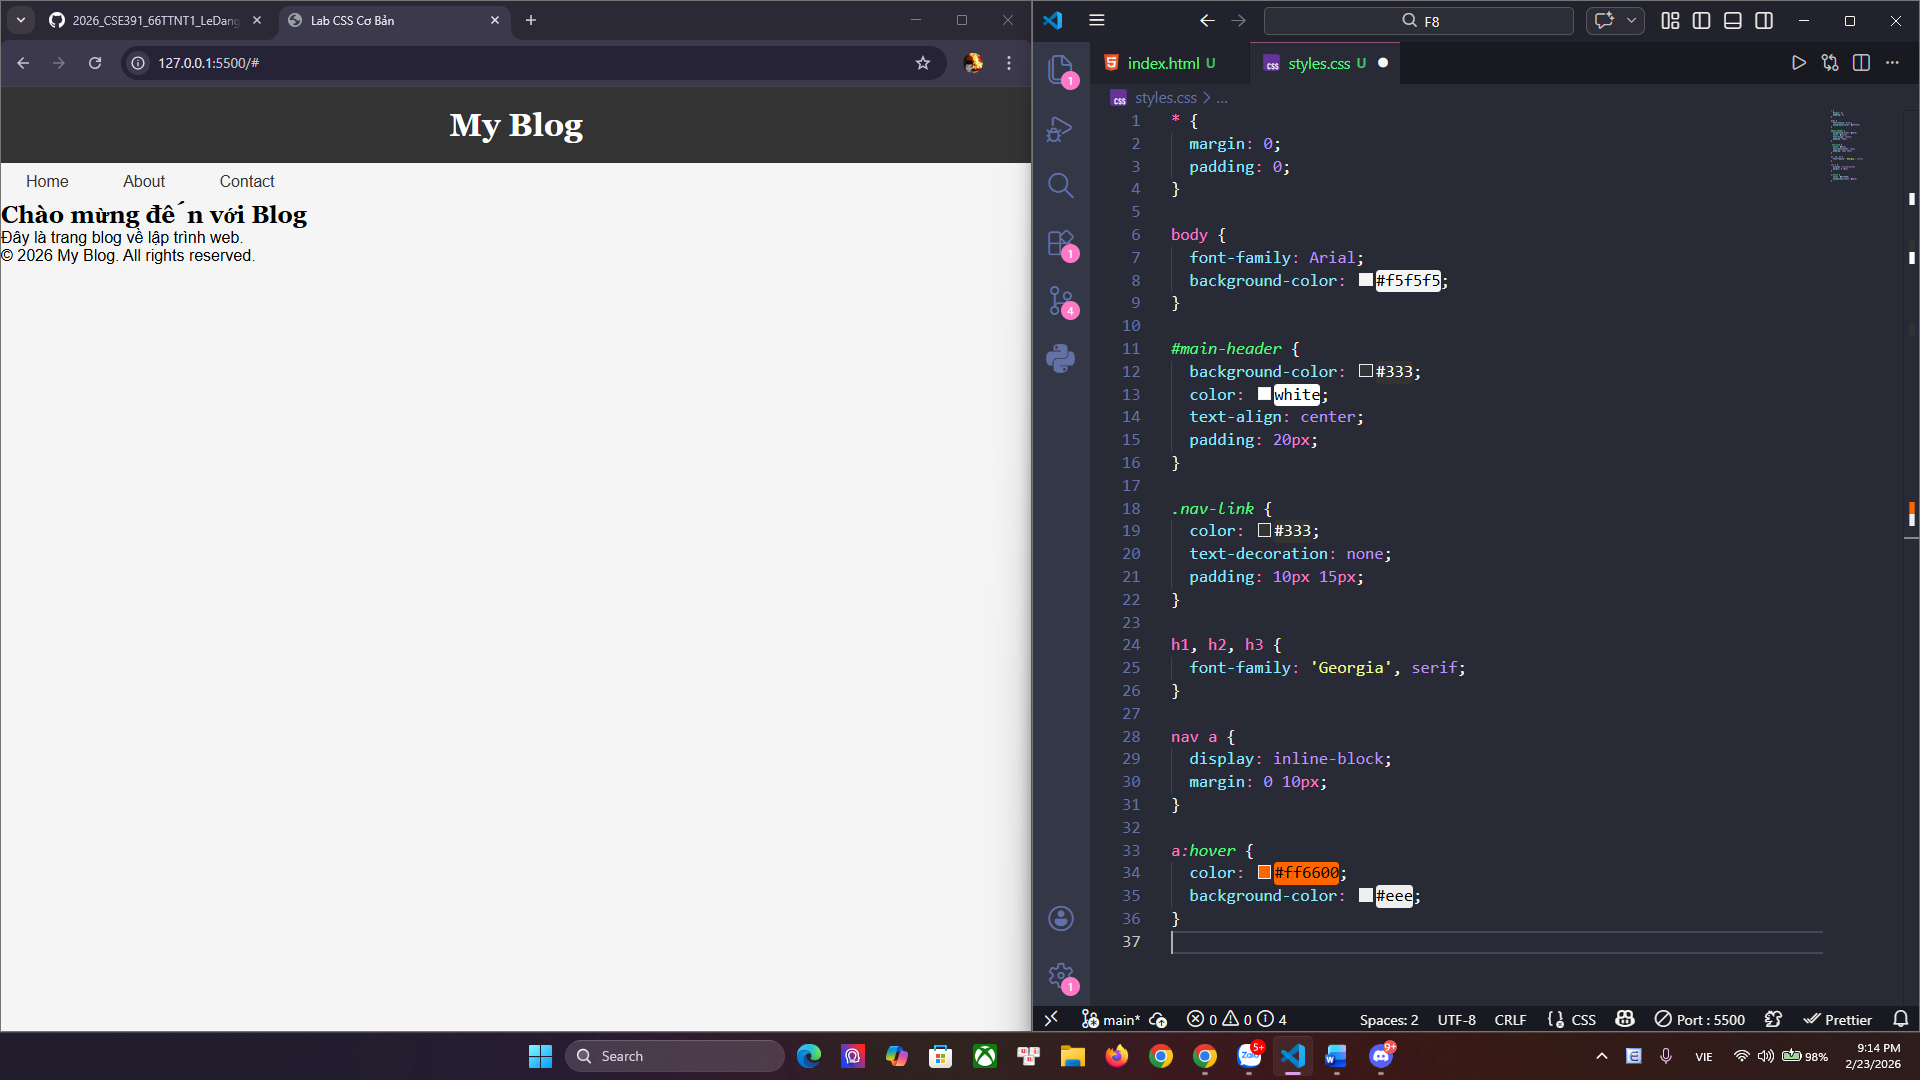 2026_CSE391_66TTNT1_LeDang
Lab CSS Cơ Bản
127.0.0.1:5500/#
My Blog
Home About Contact
Chào mừng đến với Blog
Đây là trang blog về lập trình web.
© 2026 My Blog. All rights reserved.
F8
index.html U
styles.css U
styles.css > ...
1 * {
2 margin: 0;
3 padding: 0;
4 }
5
6 body {
7 font-family: Arial;
8 background-color: #f5f5f5;
9 }
10
11 #main-header {
12 background-color: #333;
13 color: white;
14 text-align: center;
15 padding: 20px;
16 }
17
18 .nav-link {
19 color: #333;
20 text-decoration: none;
21 padding: 10px 15px;
22 }
23
24 h1, h2, h3 {
25 font-family: 'Georgia', serif;
26 }
27
28 nav a {
29 display: inline-block;
30 margin: 0 10px;
31 }
32
33 a:hover {
34 color: #ff6600;
35 background-color: #eee;
36 }
37
1
1
4
1
main* 0 0 4 Spaces: 2 UTF-8 CRLF CSS Port : 5500 Prettier
Search
Zalo 5+
9+
VIE
98%
9:14 PM
2/23/2026